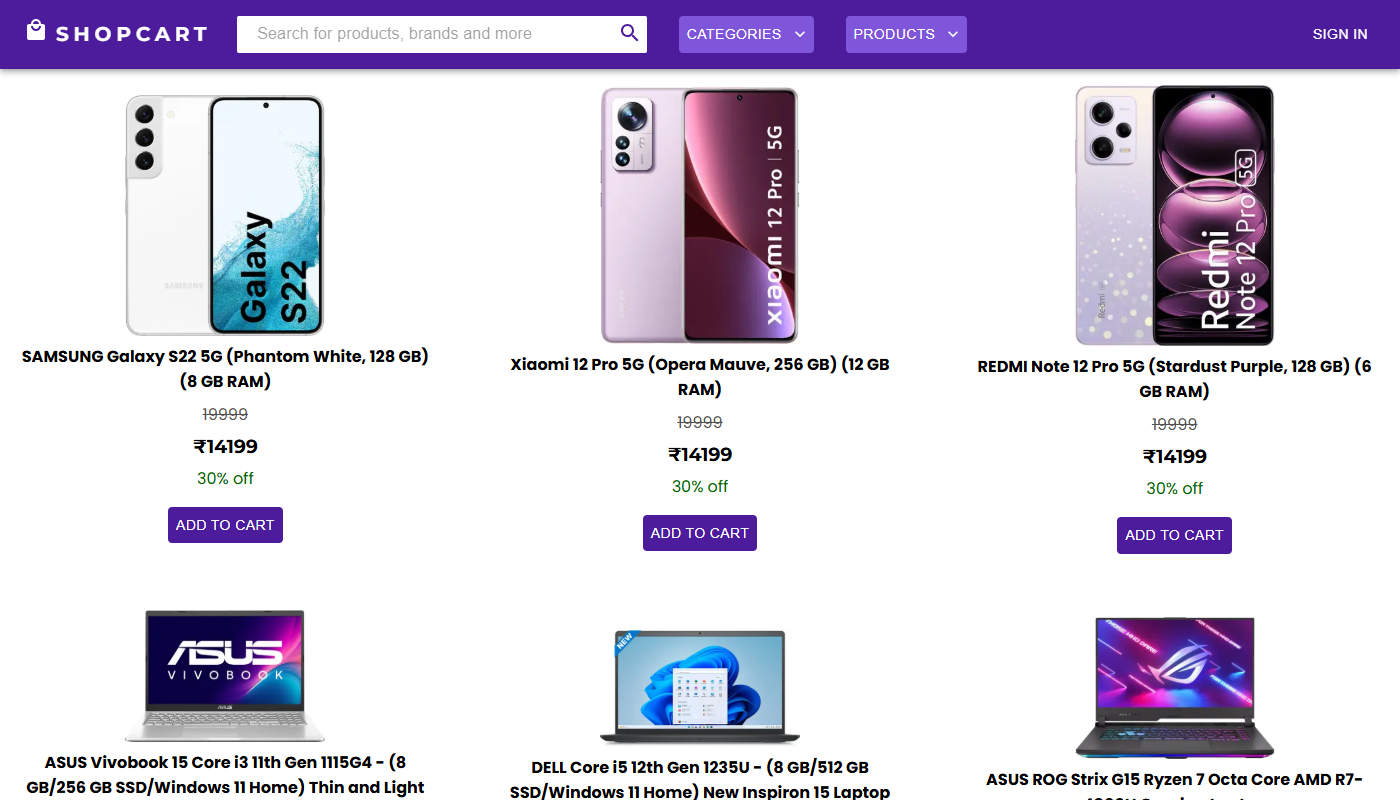 SHOPCART
Search for products, brands and more
CATEGORIES
PRODUCTS
SIGN IN
SAMSUNG
Galaxy
S22
Xiaomi 12 Pro | 5G
Redmi
Redmi
Note 12 Pro 5G
SAMSUNG Galaxy S22 5G (Phantom White, 128 GB)
(8 GB RAM)
19999
₹14199
30% off
ADD TO CART
Xiaomi 12 Pro 5G (Opera Mauve, 256 GB) (12 GB
RAM)
19999
₹14199
30% off
ADD TO CART
REDMI Note 12 Pro 5G (Stardust Purple, 128 GB) (6
GB RAM)
19999
₹14199
30% off
ADD TO CART
ASUS
VIVOBOOK
ASUS
NEW
ASUS Vivobook 15 Core i3 11th Gen 1115G4 - (8
GB/256 GB SSD/Windows 11 Home) Thin and Light
DELL Core i5 12th Gen 1235U - (8 GB/512 GB
SSD/Windows 11 Home) New Inspiron 15 Laptop
ASUS ROG Strix G15 Ryzen 7 Octa Core AMD R7-